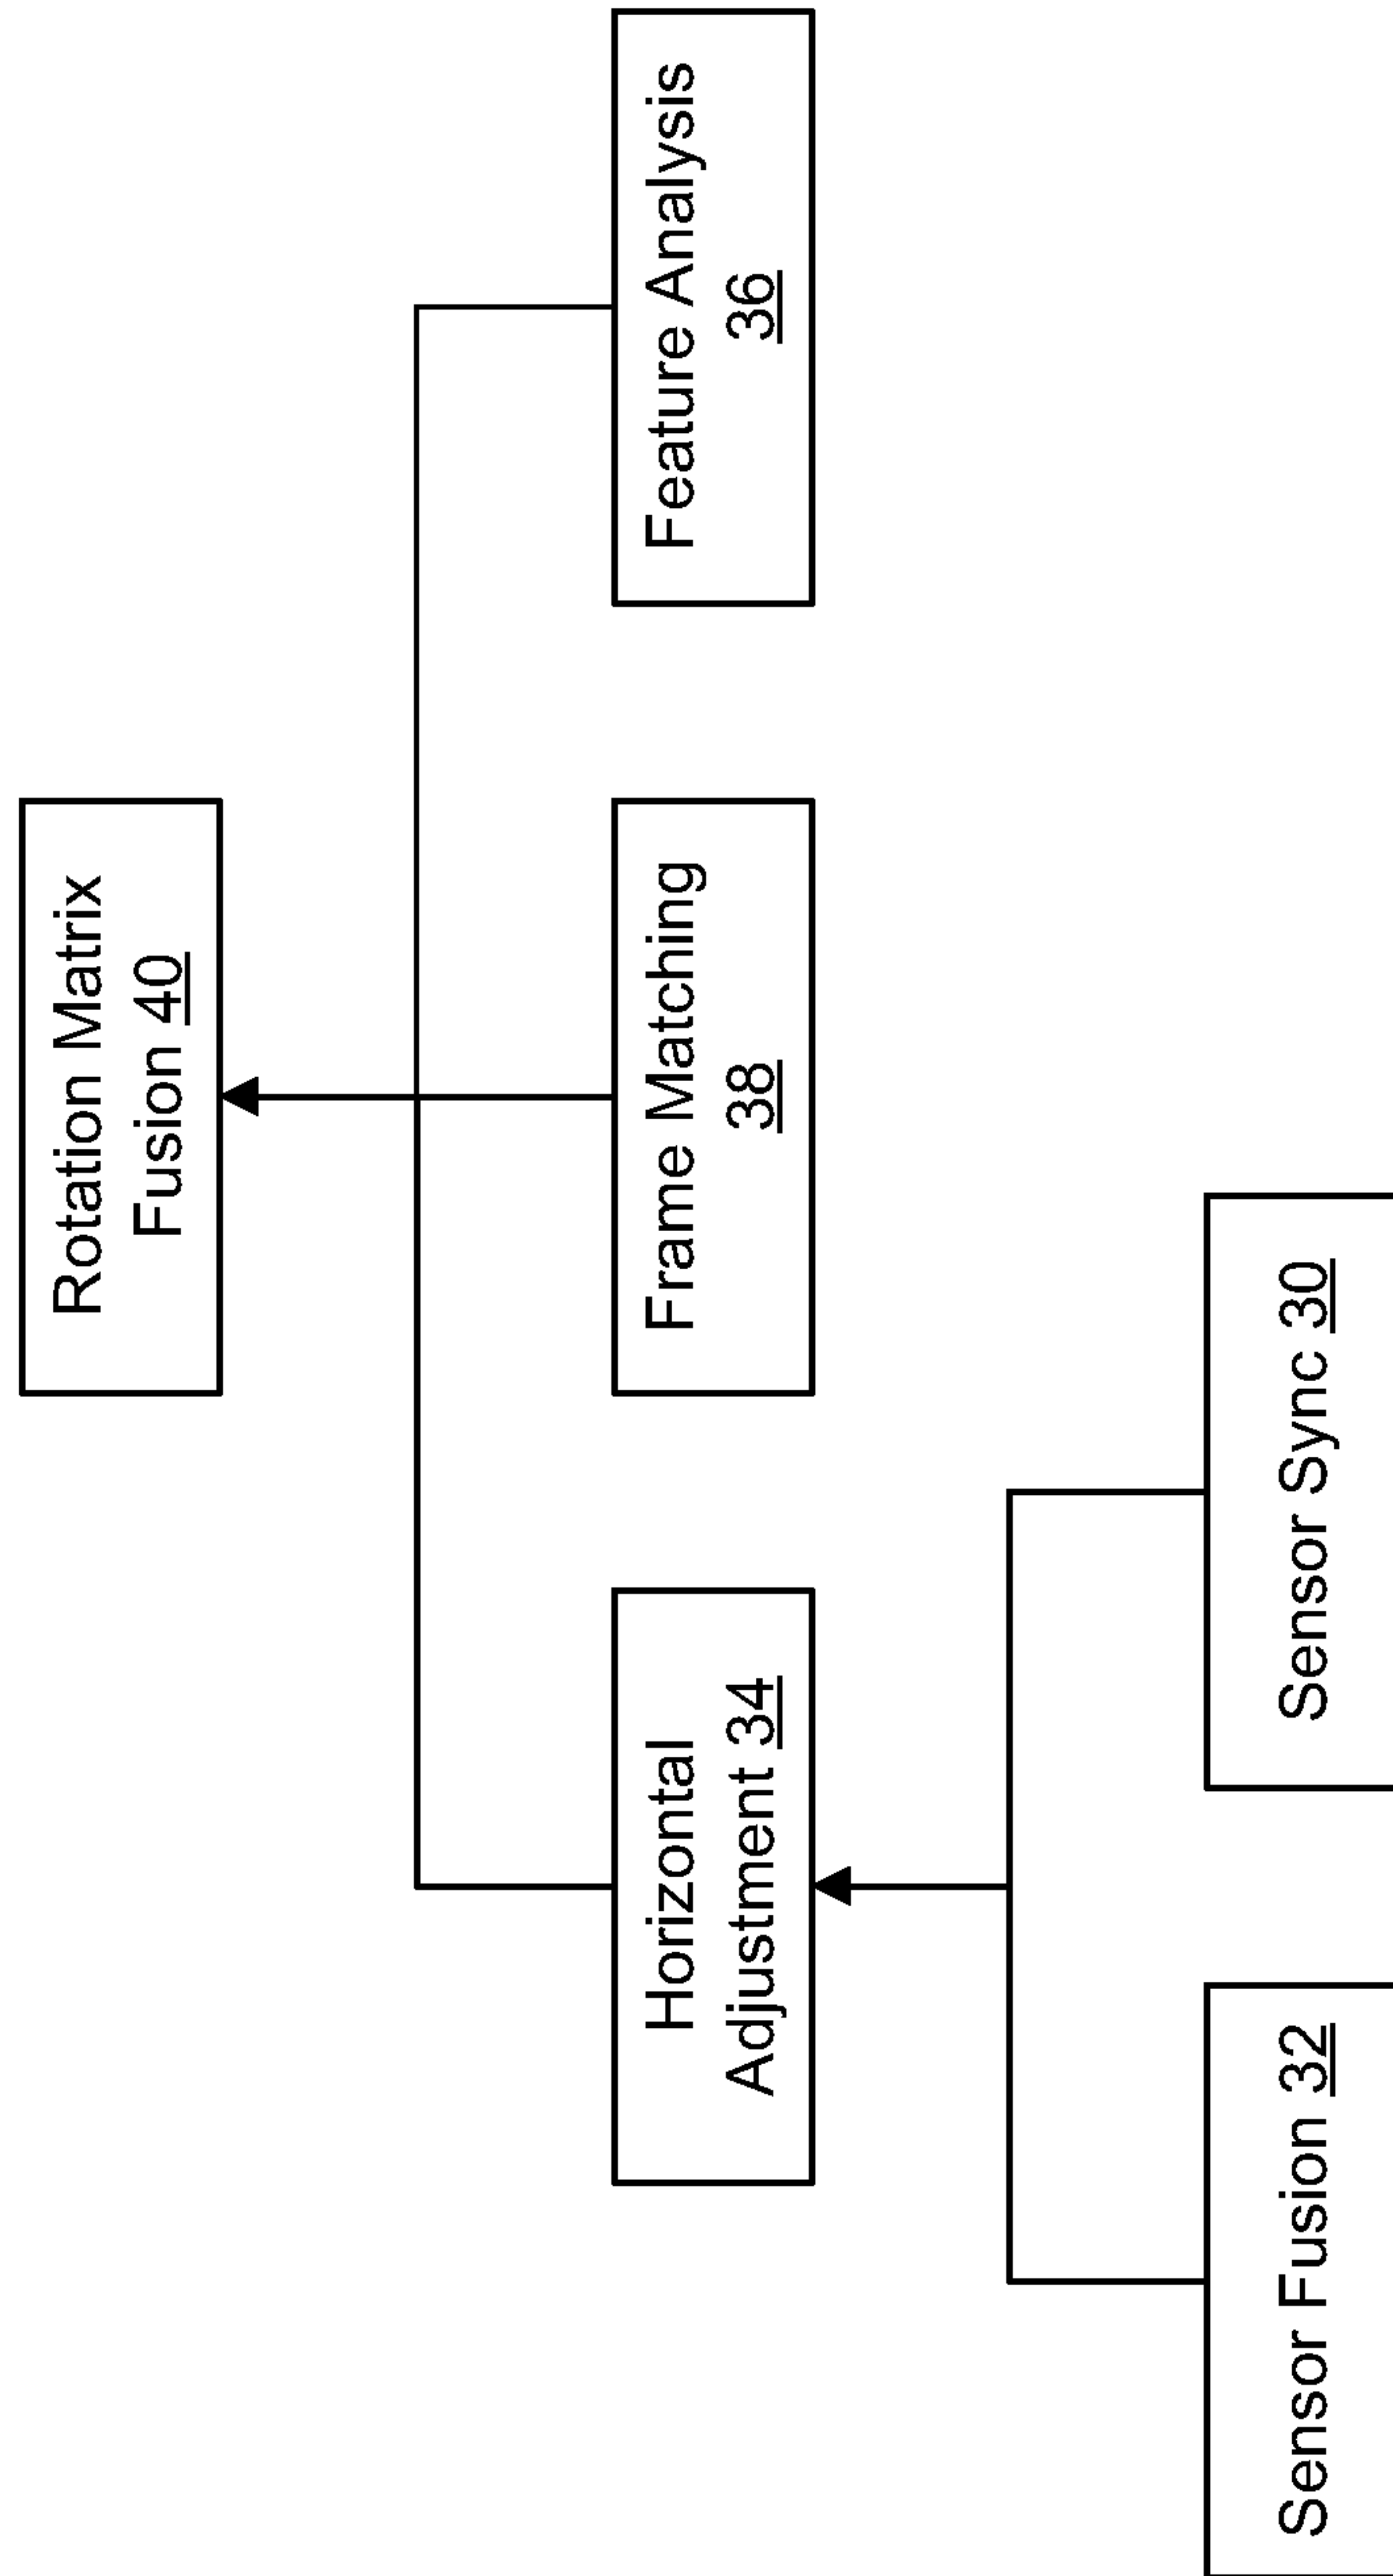 Rotation Matrix
Fusion 40
Horizontal
Adjustment 34
Frame Matching
38
Feature Analysis
36
Sensor Fusion 32
Sensor Sync 30